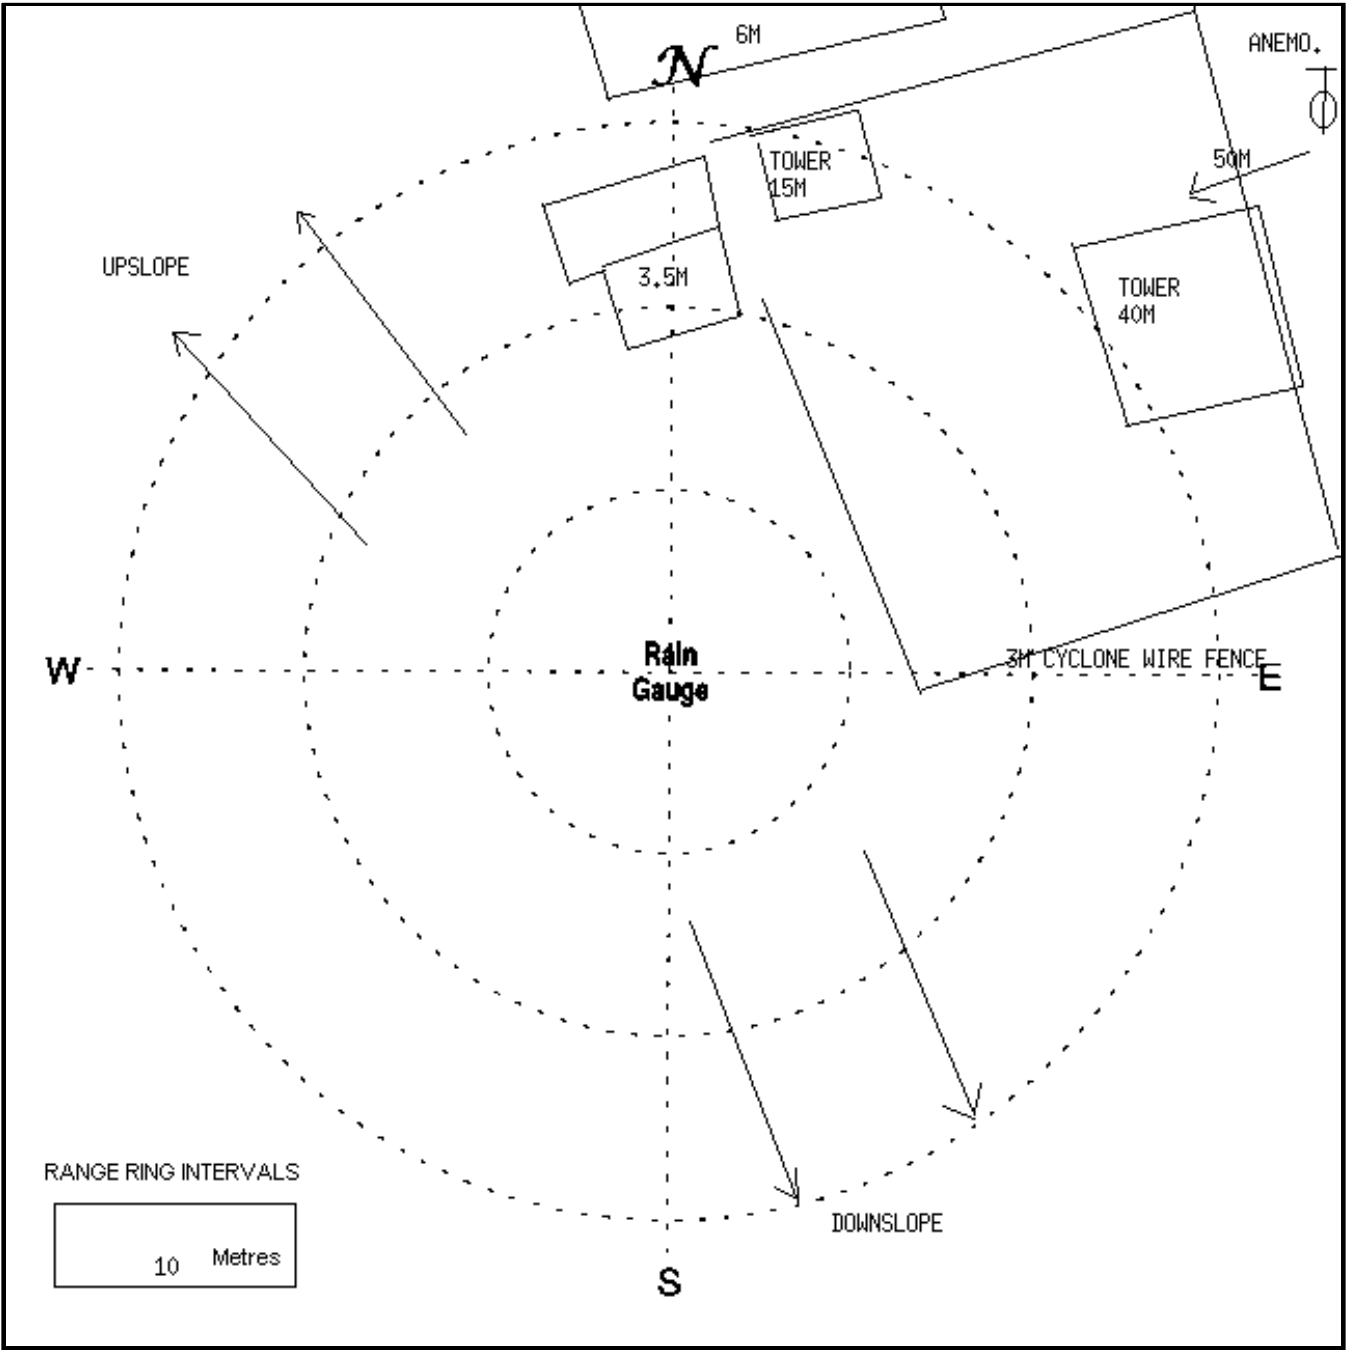 6M
N
ANEMO.
TOWER
15M
50M
UPSLOPE
3.5M
TOWER
40M
Rain
Gauge
W
3M CYCLONE WIRE FENCE
E
RANGE RING INTERVALS
10 Metres
DOWNSLOPE
S